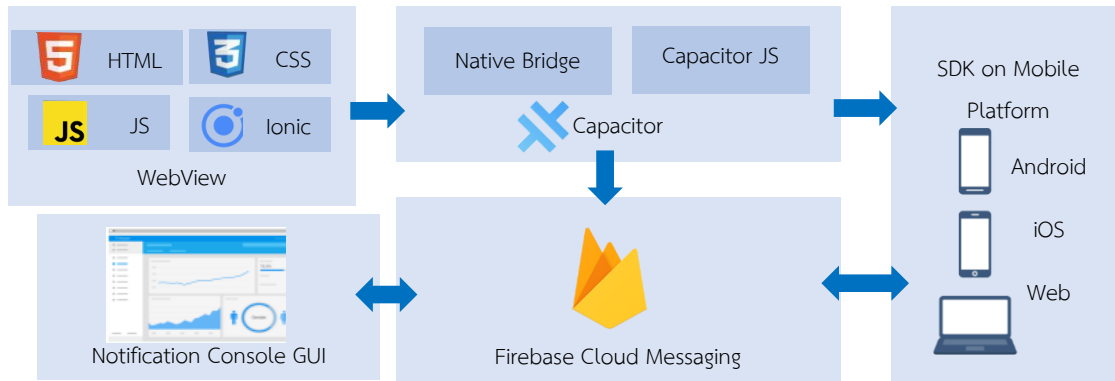 HTML
CSS
JS
JS
Ionic
WebView
Native Bridge
Capacitor JS
Capacitor
SDK on Mobile
Platform
Android
iOS
Web
Notification Console GUI
Firebase Cloud Messaging